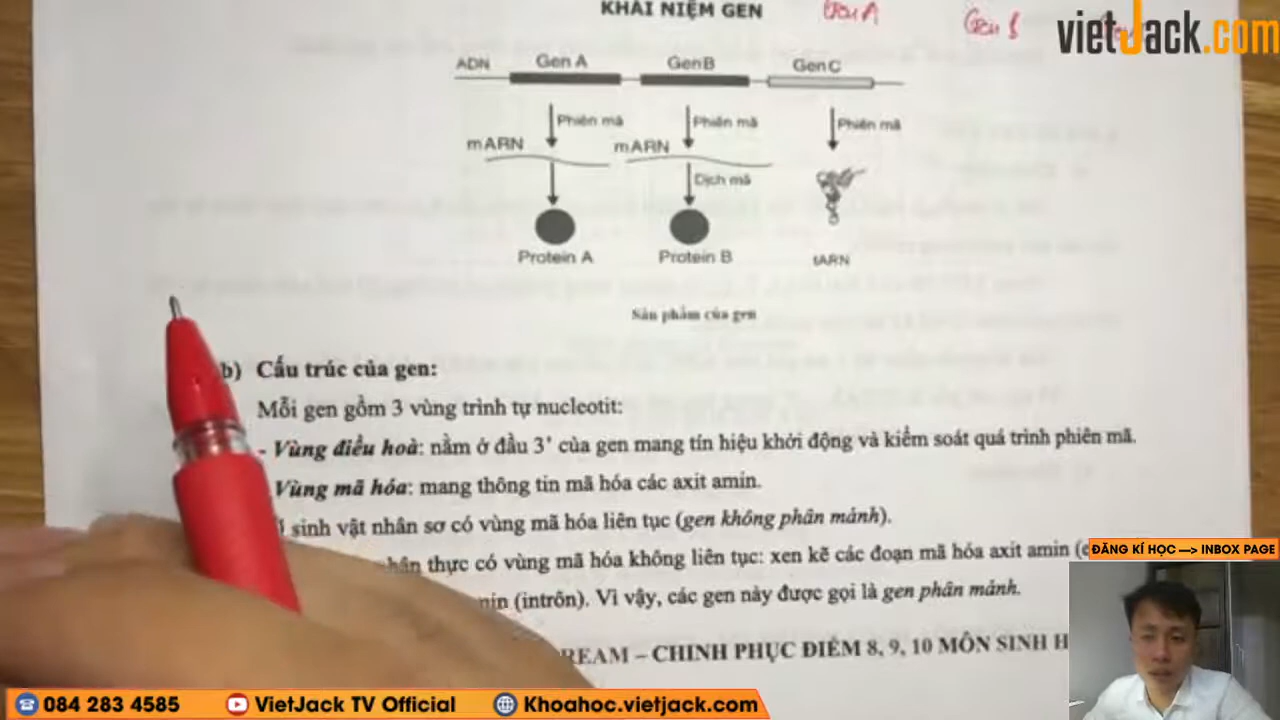 KHÁI NIỆM GEN
Gen A
Gen B
vietJack.com
ADN Gen A Gen B Gen C
Phiên mã Phiên mã Phiên mã
mARN mARN
Dịch mã
Protein A Protein B tARN
Sản phẩm của gen
b) Cấu trúc của gen:
Mỗi gen gồm 3 vùng trình tự nucleotit:
- Vùng điều hoà: nằm ở đầu 3' của gen mang tín hiệu khởi động và kiểm soát quá trình phiên mã.
Vùng mã hóa: mang thông tin mã hóa các axit amin.
sinh vật nhân sơ có vùng mã hóa liên tục (gen không phân mảnh).
thực có vùng mã hóa không liên tục: xen kẽ các đoạn mã hóa axit amin
(intrôn). Vì vậy, các gen này được gọi là gen phân mảnh.
– CHINH PHỤC ĐIỂM 8, 9, 10 MÔN SINH
ĐĂNG KÍ HỌC —> INBOX PAGE
084 283 4585 VietJack TV Official Khoahoc.vietjack.com